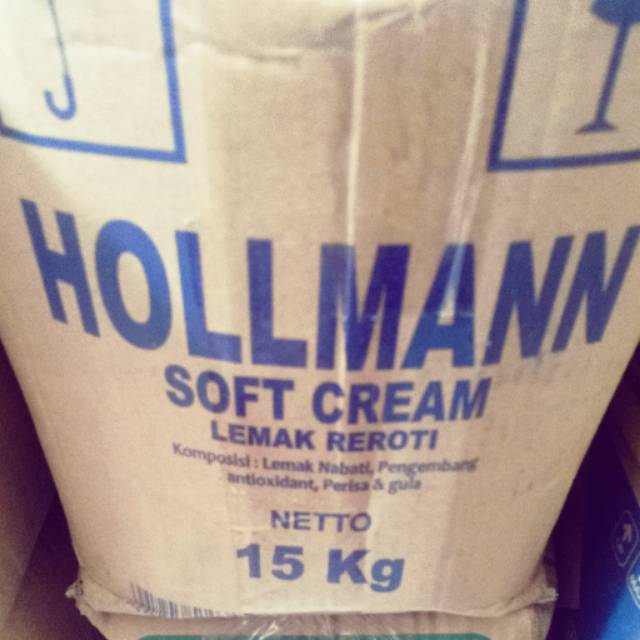 HOLLMANN
SOFT CREAM
LEMAK REROTI
Komposisi : Lemak Nabati, Pengembang
antioxidant, Perisa & gula
NETTO
15 Kg